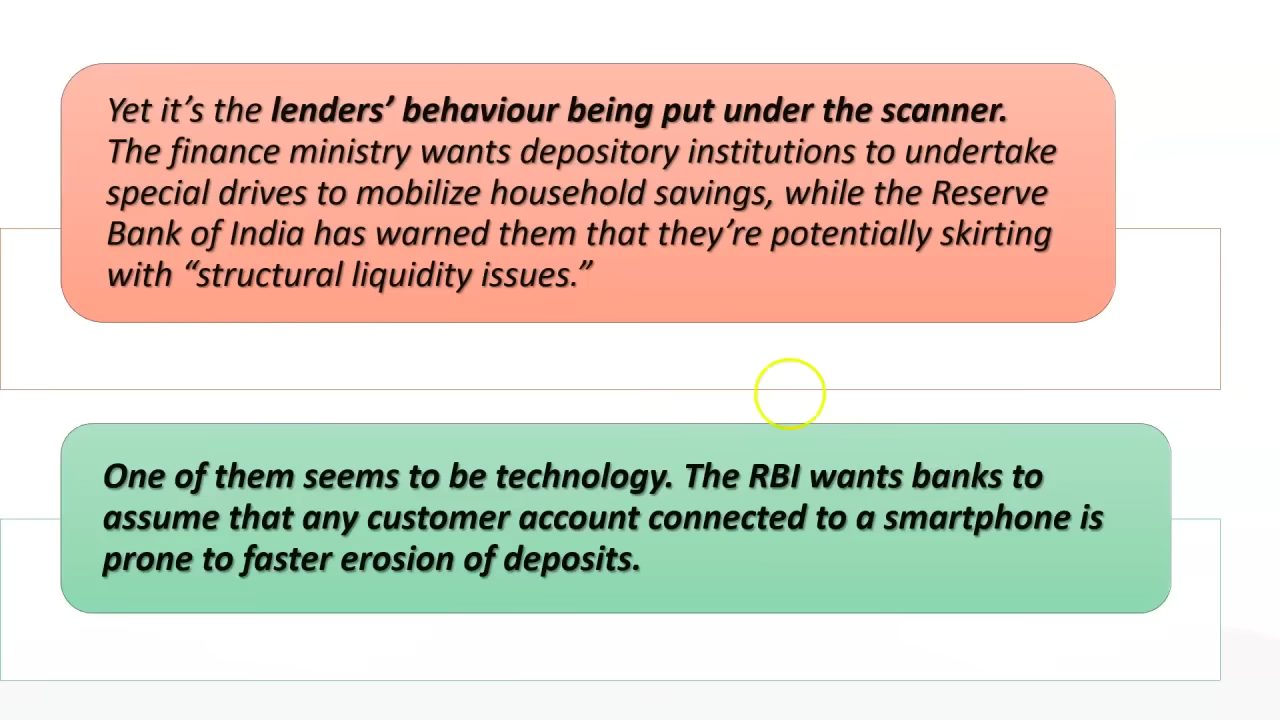 Yet it’s the lenders’ behaviour being put under the scanner.
The finance ministry wants depository institutions to undertake
special drives to mobilize household savings, while the Reserve
Bank of India has warned them that they’re potentially skirting
with “structural liquidity issues.”
One of them seems to be technology. The RBI wants banks to
assume that any customer account connected to a smartphone is
prone to faster erosion of deposits.